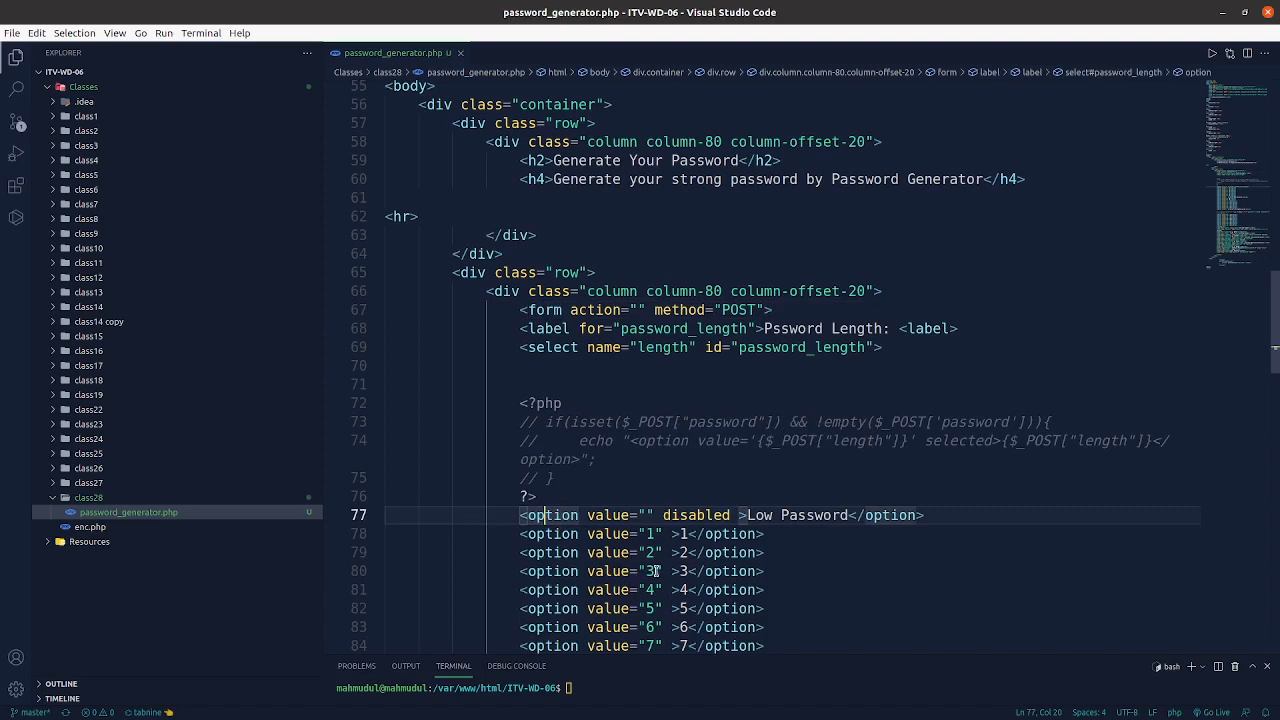 password_generator.php - ITV-WD-06 - Visual Studio Code
File Edit Selection View Go Run Terminal Help
EXPLORER
ITV-WD-06
Classes
.idea
class1
class2
class3
class4
class5
class6
class7
class8
class9
class10
class11
class12
class13
class14
class14 copy
class15
class16
class17
class18
class19
class22
class23
class24
class25
class26
class27
class28
password_generator.php
enc.php
Resources
OUTLINE
TIMELINE
password_generator.php U
Classes > class28 > password_generator.php > html > body > div.container > div.row > div.column.column-80.column-offset-20 > form > label > label > select#password_length > option
55 <body>
56 <div class="container">
57 <div class="row">
58 <div class="column column-80 column-offset-20">
59 <h2>Generate Your Password</h2>
60 <h4>Generate your strong password by Password Generator</h4>
61
62 <hr>
63 </div>
64 </div>
65 <div class="row">
66 <div class="column column-80 column-offset-20">
67 <form action="" method="POST">
68 <label for="password_length">Pssword Length: <label>
69 <select name="length" id="password_length">
70
71
72 <?php
73 // if(isset($_POST["password"]) && !empty($_POST['password'])){
74 //     echo "<option value='{$_POST["length"]}' selected>{$_POST["length"]}</
option>";
75 // }
76 ?>
77 <option value="" disabled >Low Password</option>
78 <option value="1" >1</option>
79 <option value="2" >2</option>
80 <option value="3" >3</option>
81 <option value="4" >4</option>
82 <option value="5" >5</option>
83 <option value="6" >6</option>
84 <option value="7" >7</option>
PROBLEMS OUTPUT TERMINAL DEBUG CONSOLE
bash
mahmudul@mahmudul:/var/www/html/ITV-WD-06$
master* 0 0 tabnine Ln 77, Col 20 Spaces: 4 UTF-8 LF php Go Live